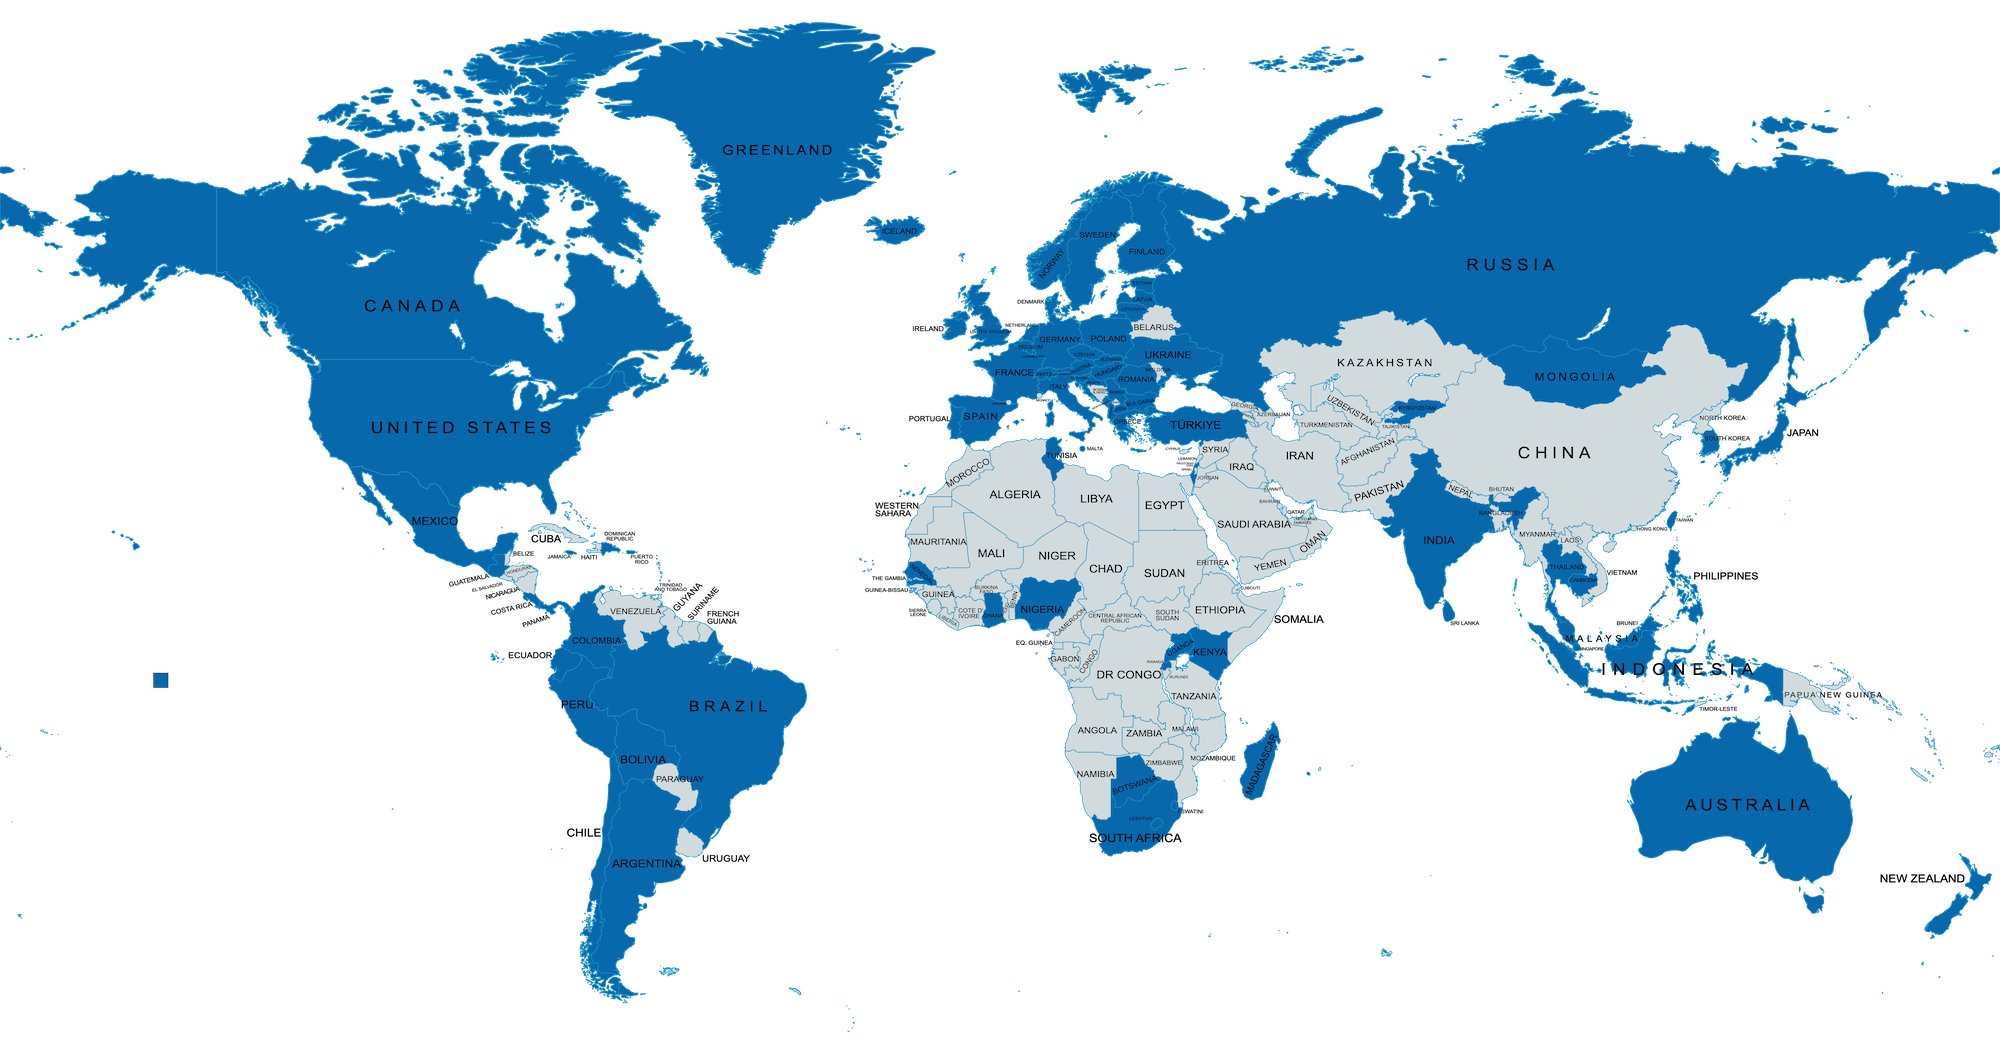 GREENLAND
ICELAND
CANADA
UNITED STATES
MEXICO
CUBA
DOMINICAN
REPUBLIC
PUERTO
RICO
HAITI
JAMAICA
BELIZE
GUATEMALA
HONDURAS
EL SALVADOR
NICARAGUA
COSTA RICA
PANAMA
TRINIDAD
AND TOBAGO
VENEZUELA
GUYANA
SURINAME
FRENCH
GUIANA
COLOMBIA
ECUADOR
PERU
BRAZIL
BOLIVIA
PARAGUAY
CHILE
ARGENTINA
URUGUAY
NORWAY
SWEDEN
FINLAND
ESTONIA
LATVIA
LITHUANIA
DENMARK
IRELAND
UNITED KINGDOM
NETHERLANDS
BELGIUM
GERMANY
POLAND
BELARUS
UKRAINE
CZECHIA
SLOVAKIA
AUSTRIA
HUNGARY
MOLDOVA
ROMANIA
FRANCE
ITALY
BULGARIA
PORTUGAL
SPAIN
GREECE
MALTA
CYPRUS
TÜRKIYE
RUSSIA
GEORGIA
AZERBAIJAN
KAZAKHSTAN
UZBEKISTAN
TURKMENISTAN
KYRGYZSTAN
TAJIKISTAN
AFGHANISTAN
PAKISTAN
MONGOLIA
CHINA
NORTH KOREA
SOUTH KOREA
JAPAN
TAIWAN
HONG KONG
SYRIA
LEBANON
JORDAN
IRAQ
IRAN
KUWAIT
BAHRAIN
QATAR
SAUDI ARABIA
OMAN
YEMEN
NEPAL
BHUTAN
BANGLADESH
INDIA
SRI LANKA
MYANMAR
LAOS
THAILAND
CAMBODIA
VIETNAM
PHILIPPINES
BRUNEI
MALAYSIA
SINGAPORE
INDONESIA
TIMOR-LESTE
PAPUA NEW GUINEA
AUSTRALIA
NEW ZEALAND
MOROCCO
TUNISIA
ALGERIA
LIBYA
EGYPT
WESTERN
SAHARA
MAURITANIA
MALI
NIGER
CHAD
SUDAN
ERITREA
DJIBOUTI
THE GAMBIA
SENEGAL
GUINEA-BISSAU
GUINEA
SIERRA
LEONE
LIBERIA
COTE D'
IVOIRE
BURKINA
FASO
GHANA
BENIN
NIGERIA
CAMEROON
CENTRAL AFRICAN
REPUBLIC
SOUTH
SUDAN
ETHIOPIA
SOMALIA
EQ. GUINEA
GABON
CONGO
DR CONGO
UGANDA
KENYA
RWANDA
BURUNDI
TANZANIA
ANGOLA
ZAMBIA
MALAWI
MOZAMBIQUE
ZIMBABWE
NAMIBIA
BOTSWANA
ESWATINI
LESOTHO
SOUTH AFRICA
MADAGASCAR